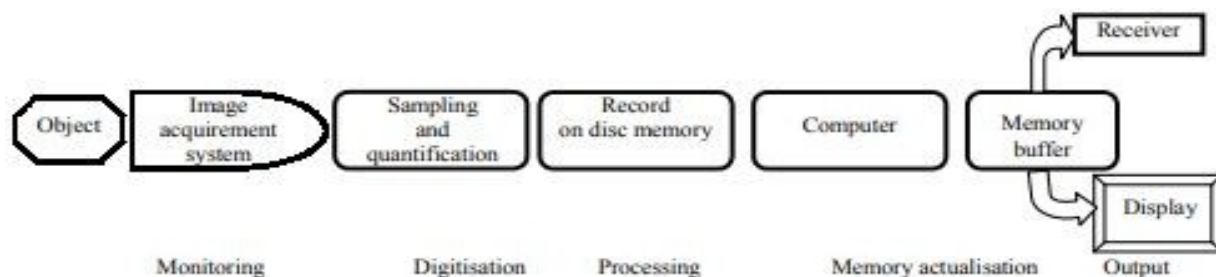 Object
Image
acquirement
system
Sampling
and
quantification
Record
on disc memory
Computer
Memory
buffer
Receiver
Display
Monitoring
Digitisation
Processing
Memory actualisation
Output